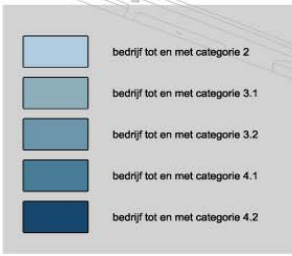 bedrijf tot en met categorie 2
bedrijf tot en met categorie 3.1
bedrijf tot en met categorie 3.2
bedrijf tot en met categorie 4.1
bedrijf tot en met categorie 4.2